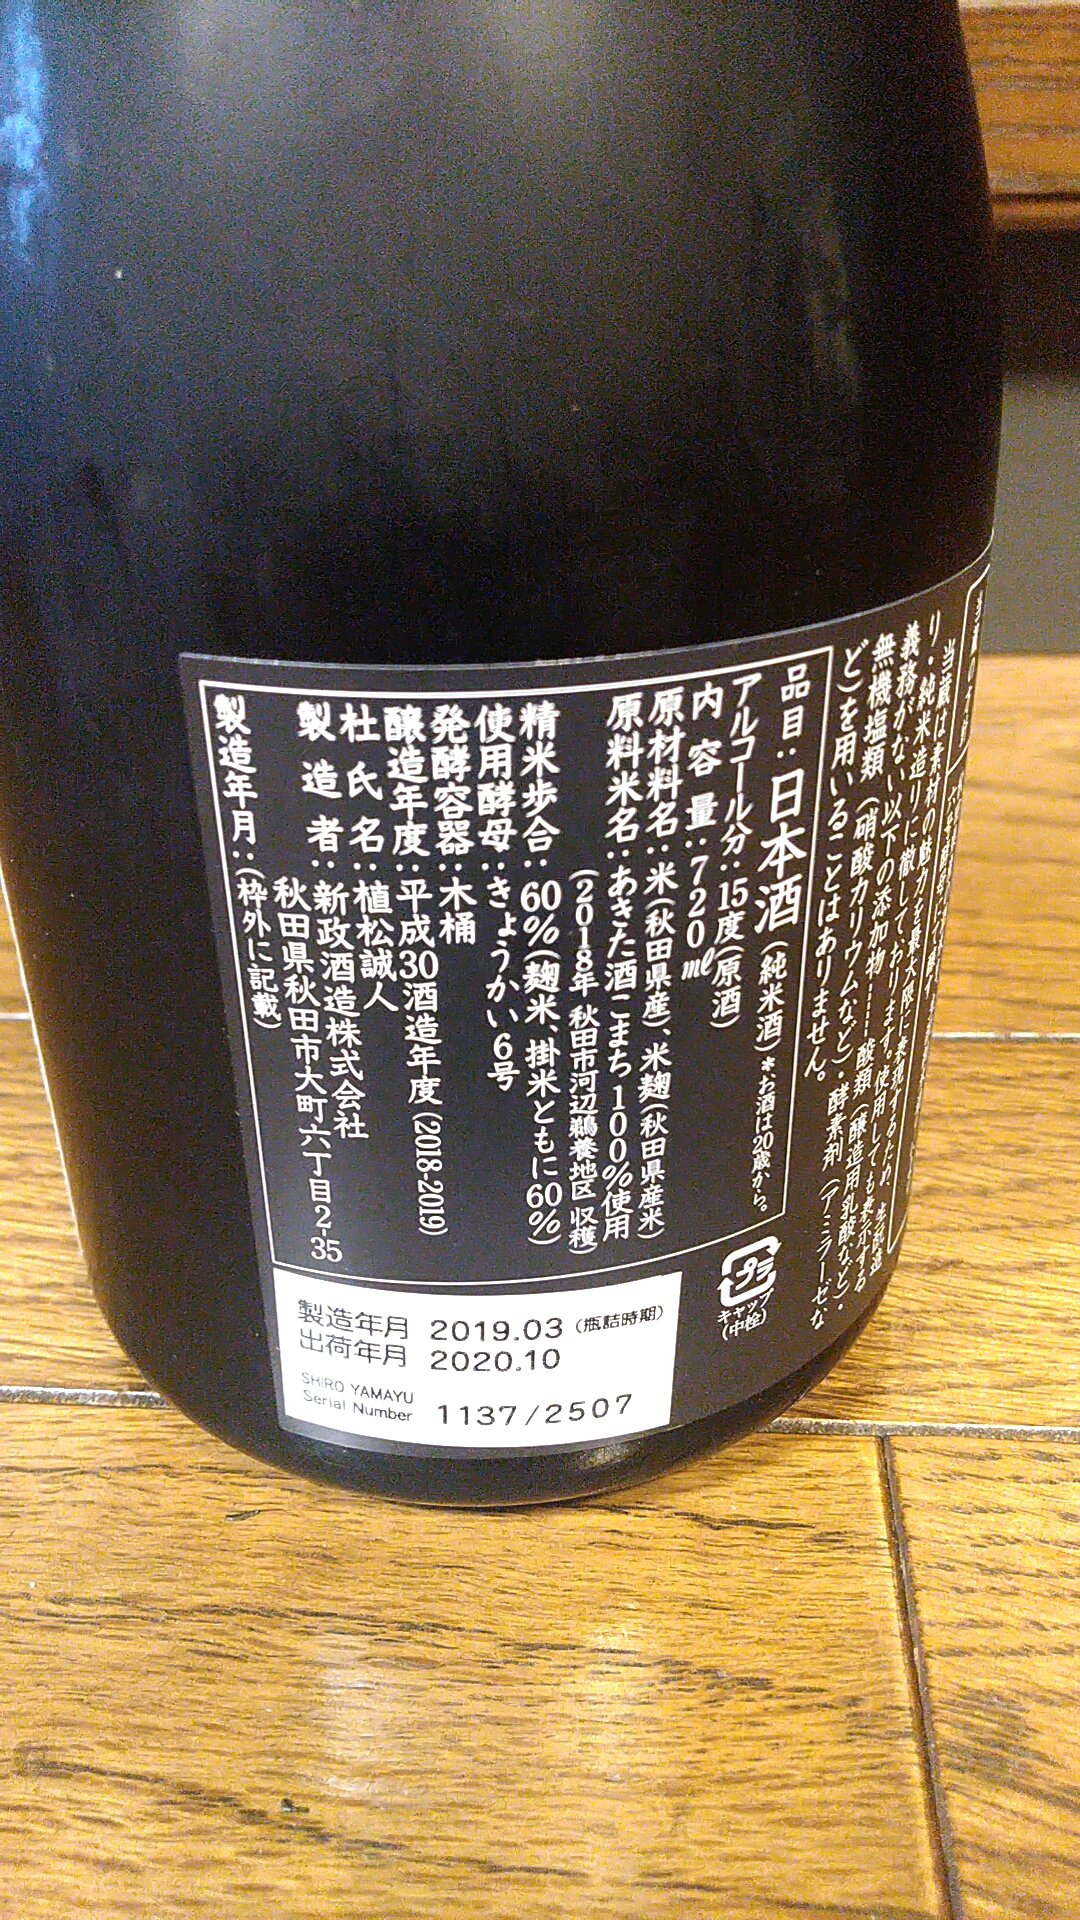 当蔵は素材の魅力を最大限に表現するため、生酛造
り・純米造りに徹しております。使用しても表示する
義務がない以下の添加物……酸類(醸造用乳酸など)・
無機塩類(硝酸カリウムなど)・酵素剤(アミラーゼな
ど)を用いることはありません。
品目:日本酒(純米酒)*お酒は20歳から。
アルコール分:15度(原酒)
内容量:720ml
原材料名:米(秋田県産)、米麹(秋田県産米)
原料米名:あきた酒こまち100%使用
(2018年 秋田市河辺鵜養地区 収穫)
精米歩合:60%(麹米、掛米ともに60%)
使用酵母:きょうかい6号
発酵容器:木桶
醸造年度:平成30酒造年度(2018-2019)
杜氏名:植松誠人
製造者:新政酒造株式会社
秋田県秋田市大町六丁目2-35
製造年月:(枠外に記載)
プラ
キャップ
(中栓)
製造年月 2019.03(瓶詰時期)
出荷年月 2020.10
SHIRO YAMAYU
Serial Number 1137/2507